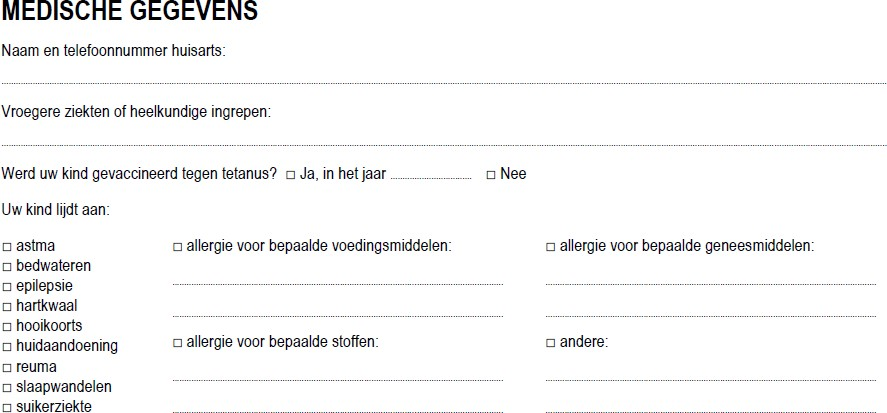 MEDISCHE GEGEVENS
Naam en telefoonnummer huisarts:
Vroegere ziekten of heelkundige ingrepen:
Werd uw kind gevaccineerd tegen tetanus? □ Ja, in het jaar .................... □ Nee
Uw kind lijdt aan:
□ astma
□ bedwateren
□ epilepsie
□ hartkwaal
□ hooikoorts
□ huidaandoening
□ reuma
□ slaapwandelen
□ suikerziekte
□ allergie voor bepaalde voedingsmiddelen:
□ allergie voor bepaalde stoffen:
□ allergie voor bepaalde geneesmiddelen:
□ andere: